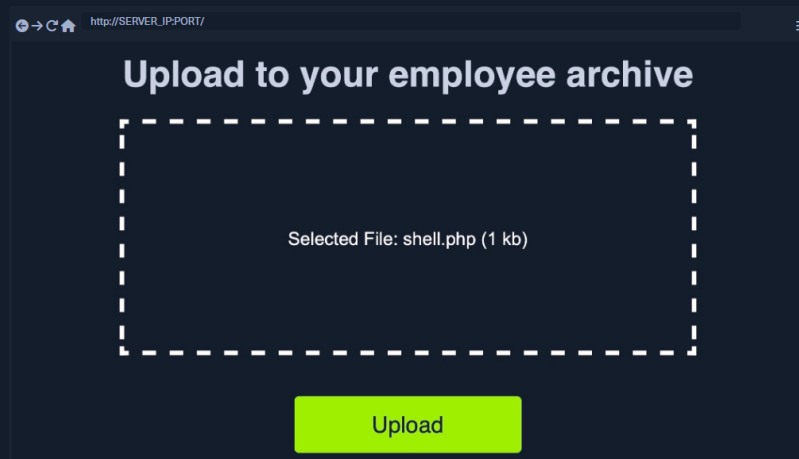 http://SERVER_IP:PORT/
Upload to your employee archive
Selected File: shell.php (1 kb)
Upload